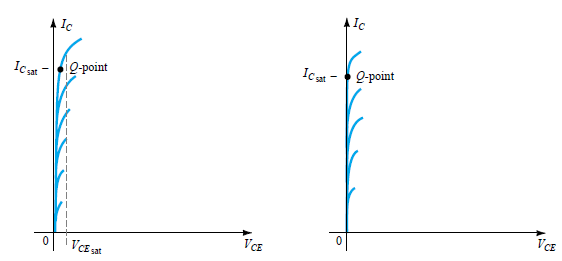 I_C
I_C sat
Q-point
0
V_CE sat
V_CE
I_C
I_C sat
Q-point
0
V_CE